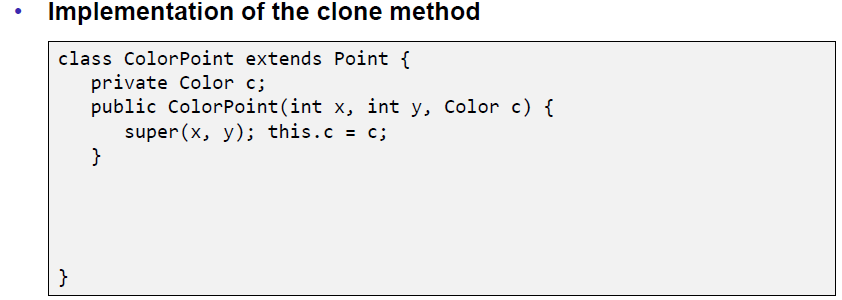 • Implementation of the clone method
class ColorPoint extends Point {
   private Color c;
   public ColorPoint(int x, int y, Color c) {
      super(x, y); this.c = c;
   }
}